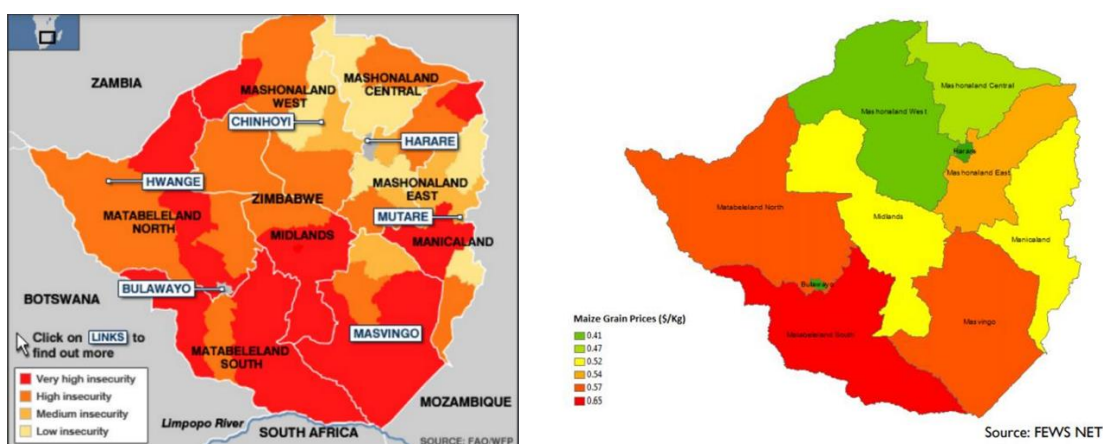 ZAMBIA
MASHONALAND
WEST
MASHONALAND
CENTRAL
CHINHOYI
HARARE
HWANGE
ZIMBABWE
MASHONALAND
EAST
MATABELELAND
NORTH
MUTARE
MIDLANDS
MANICALAND
BULAWAYO
BOTSWANA
MASVINGO
Click on LINKS to
find out more
MATABELELAND
SOUTH
Very high insecurity
High insecurity
Medium insecurity
Low insecurity
MOZAMBIQUE
Limpopo River
SOUTH AFRICA
SOURCE: FAO/WFP
Mashonaland Central
Mashonaland West
Harare
Mashonaland East
Matabeleland North
Midlands
Manicaland
Bulawayo
Masvingo
Matabeleland South
Maize Grain Prices ($/Kg)
0.41
0.47
0.52
0.54
0.57
0.65
Source: FEWS NET